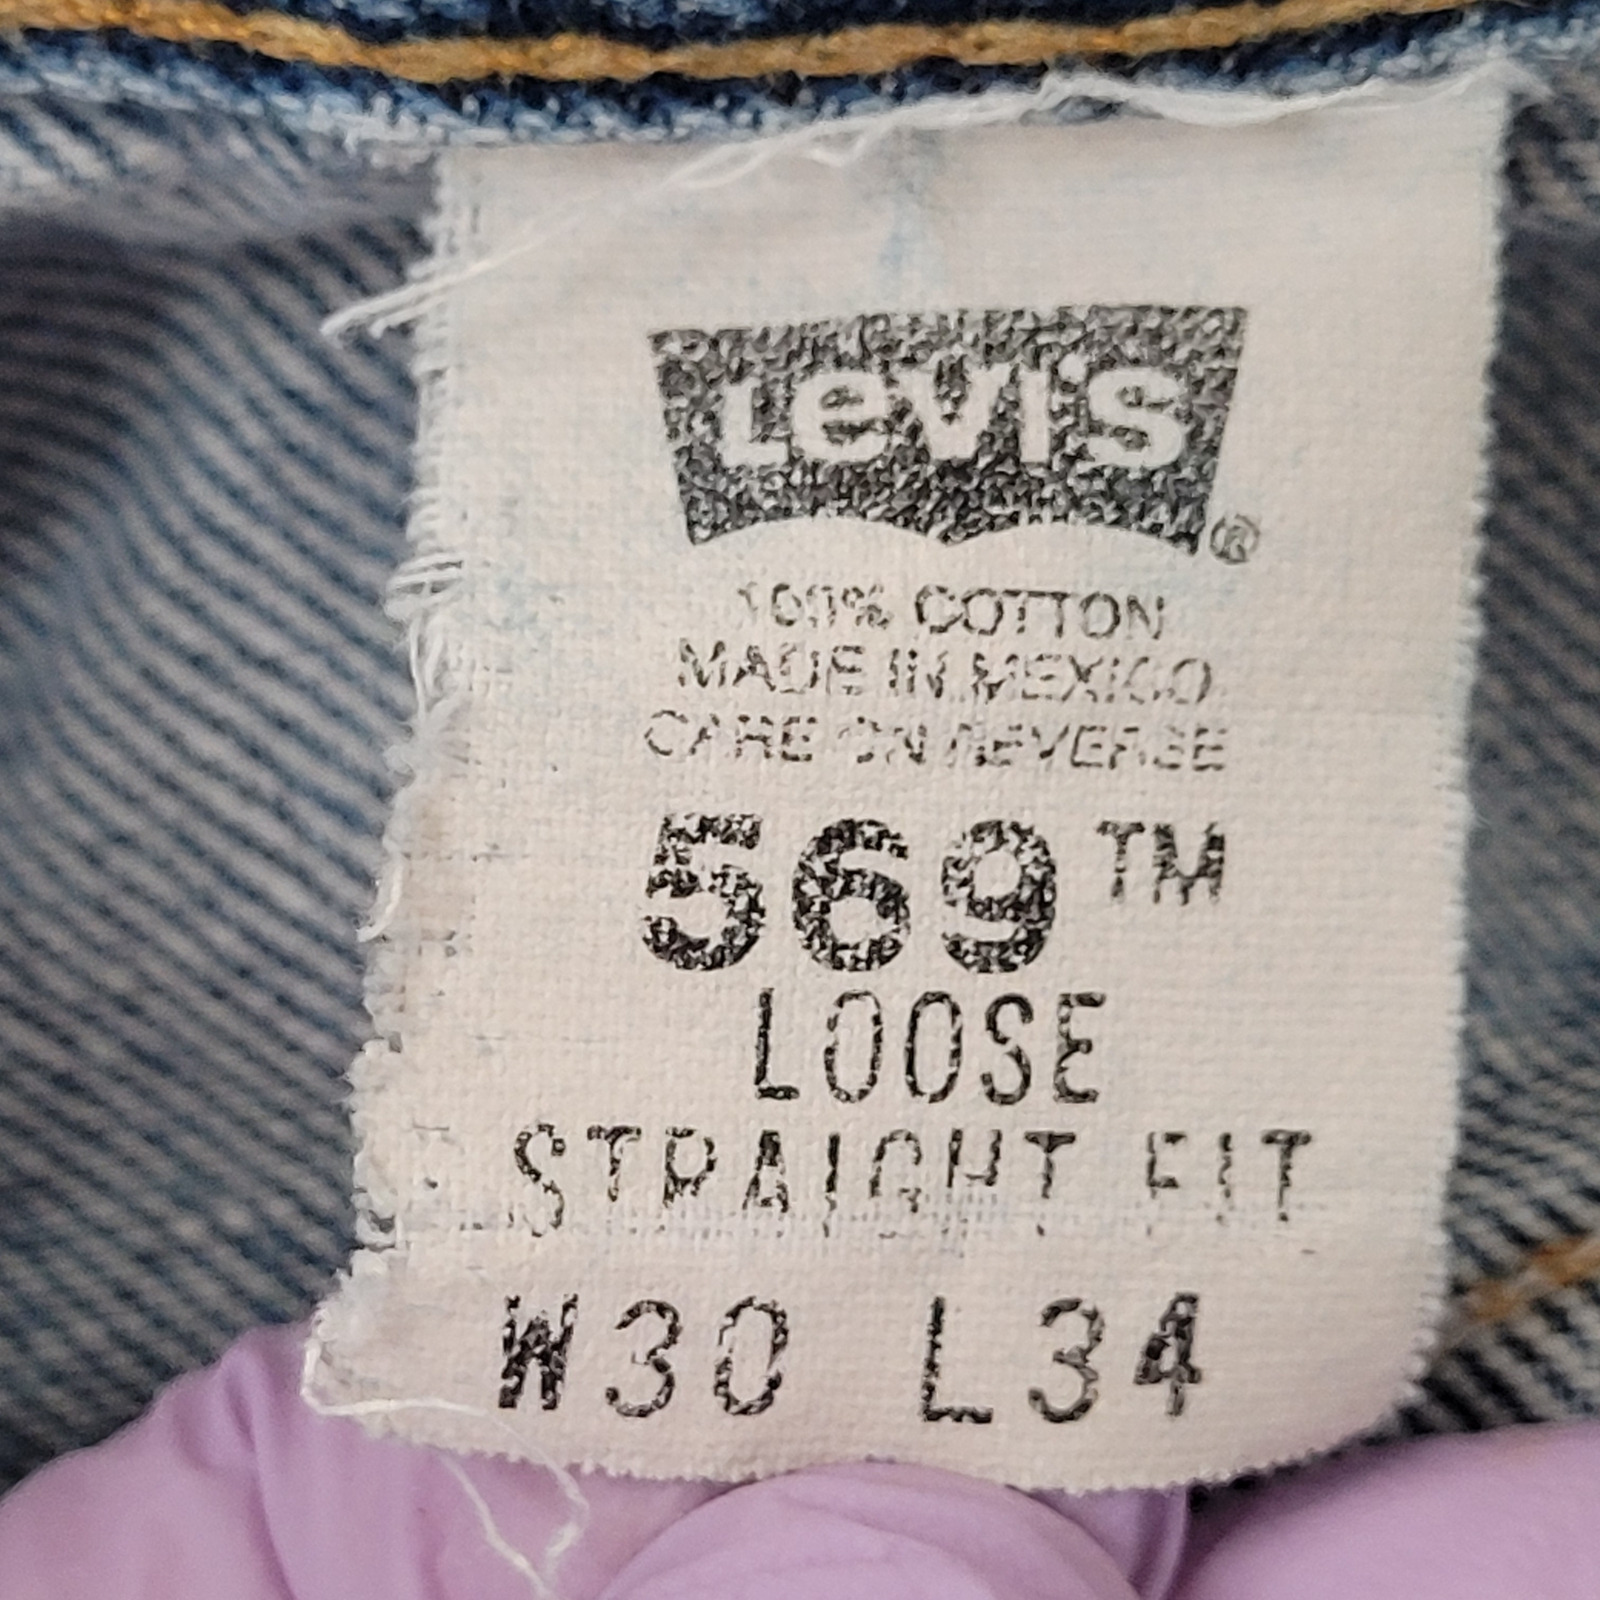 Levi's®
100% COTTON
MADE IN MEXICO
CARE ON REVERSE
569™
LOOSE
STRAIGHT FIT
W30 L34